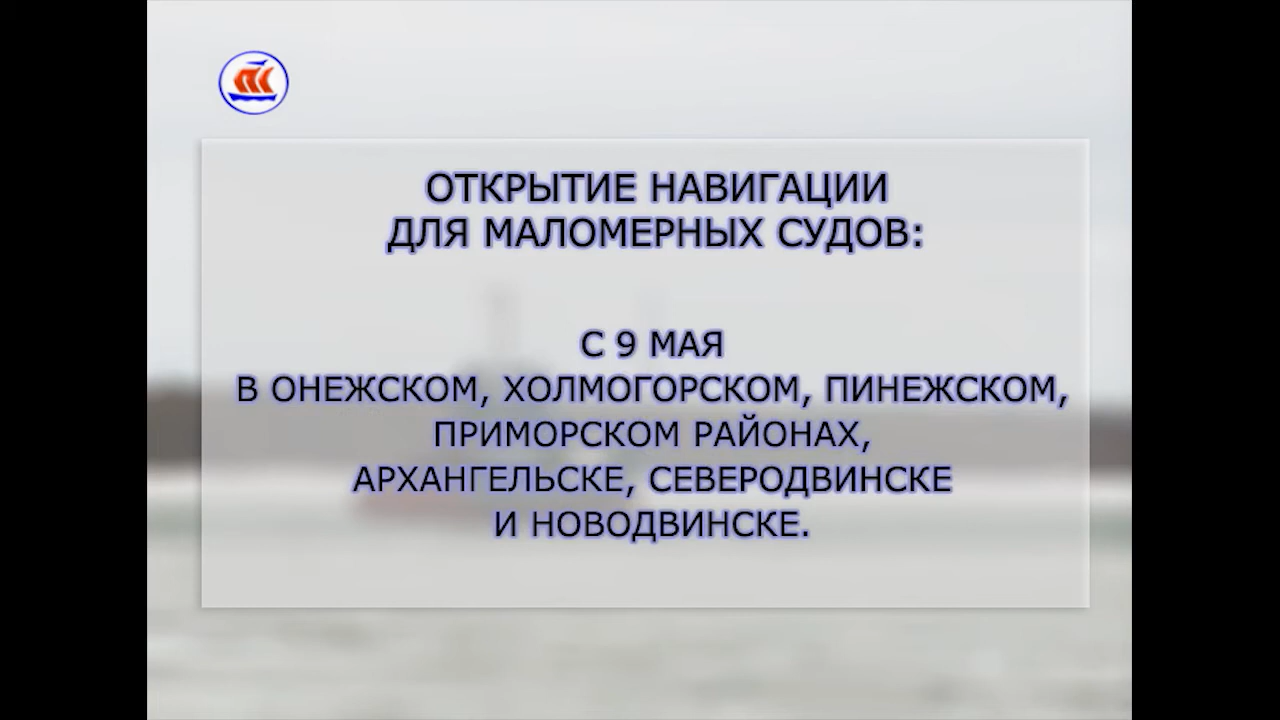 ОТКРЫТИЕ НАВИГАЦИИ
ДЛЯ МАЛОМЕРНЫХ СУДОВ:
С 9 МАЯ
В ОНЕЖСКОМ, ХОЛМОГОРСКОМ, ПИНЕЖСКОМ,
ПРИМОРСКОМ РАЙОНАХ,
АРХАНГЕЛЬСКЕ, СЕВЕРОДВИНСКЕ
И НОВОДВИНСКЕ.